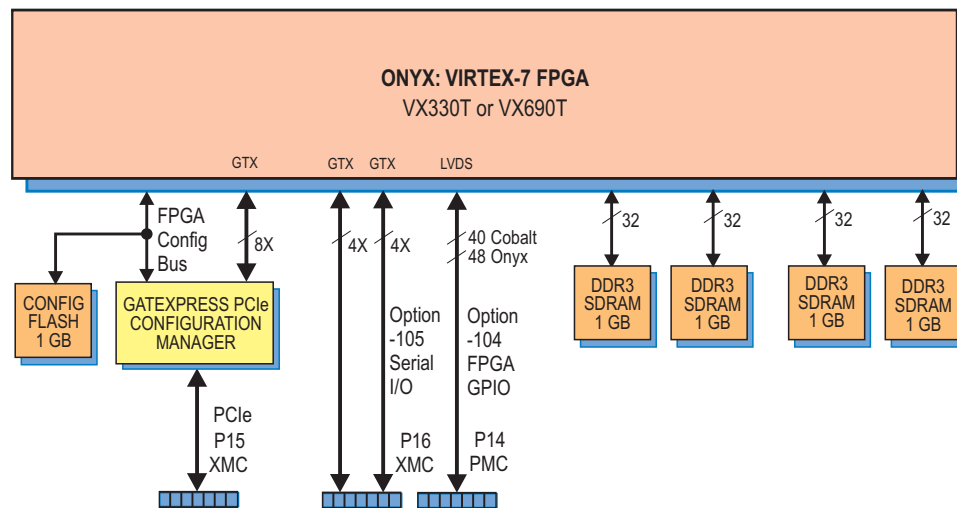 ONYX: VIRTEX-7 FPGA
VX330T or VX690T
GTX
GTX
GTX
LVDS
FPGA
Config
Bus
8X
4X
4X
40 Cobalt
48 Onyx
32
32
32
32
CONFIG
FLASH
1 GB
GATEXPRESS PCIe
CONFIGURATION
MANAGER
Option
-105
Serial
I/O
Option
-104
FPGA
GPIO
DDR3
SDRAM
1 GB
DDR3
SDRAM
1 GB
DDR3
SDRAM
1 GB
DDR3
SDRAM
1 GB
PCIe
P15
XMC
P16
XMC
P14
PMC